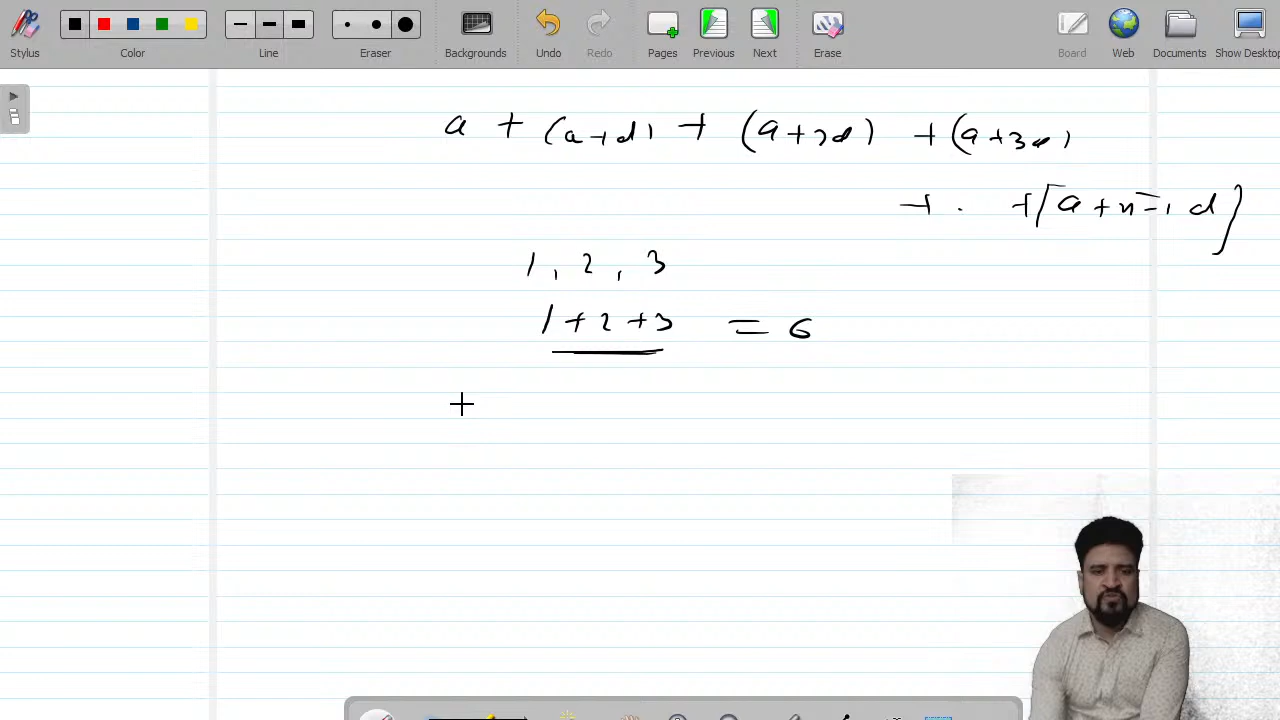 Stylus Color Line Eraser Backgrounds Undo Redo Pages Previous Next Erase Board Web Documents Show Deskto
a + (a+d) + (a+2d) + (a+3d)
+ . + [a + n-1 d]
1, 2, 3
1+2+3 = 6